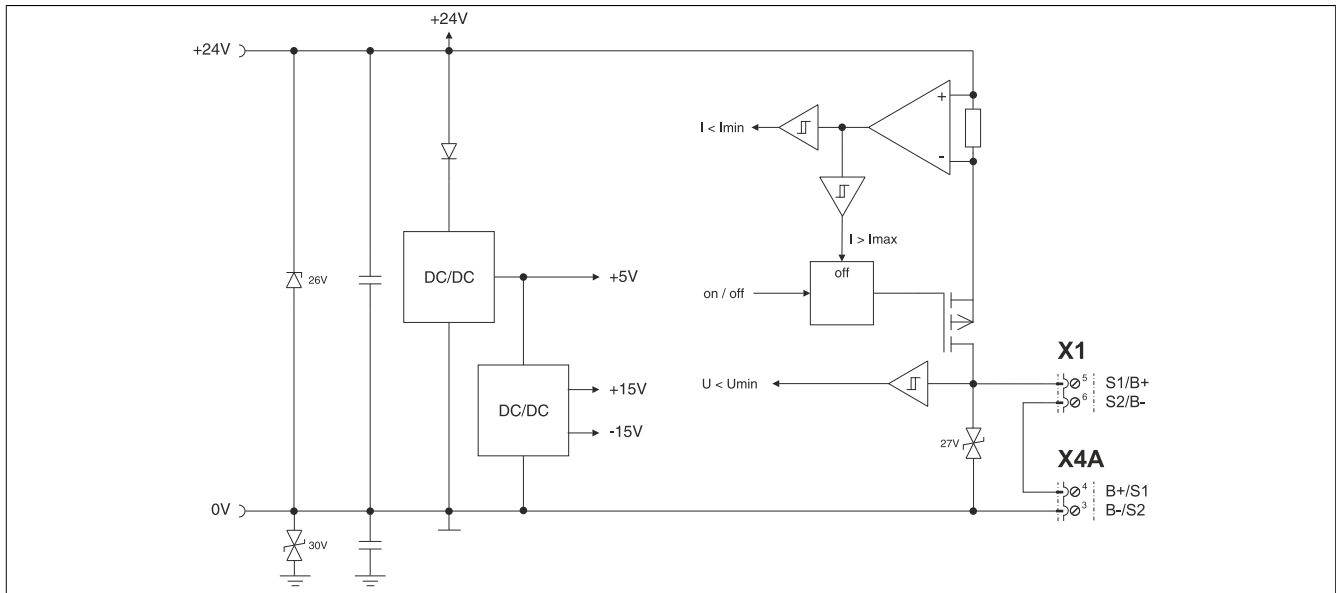 +24V
+24V
+
-
I < Imin
I > Imax
off
on / off
DC/DC
+5V
26V
DC/DC
+15V
-15V
U < Umin
27V
X1
5 S1/B+
6 S2/B-
X4A
4 B+/S1
3 B-/S2
0V
30V